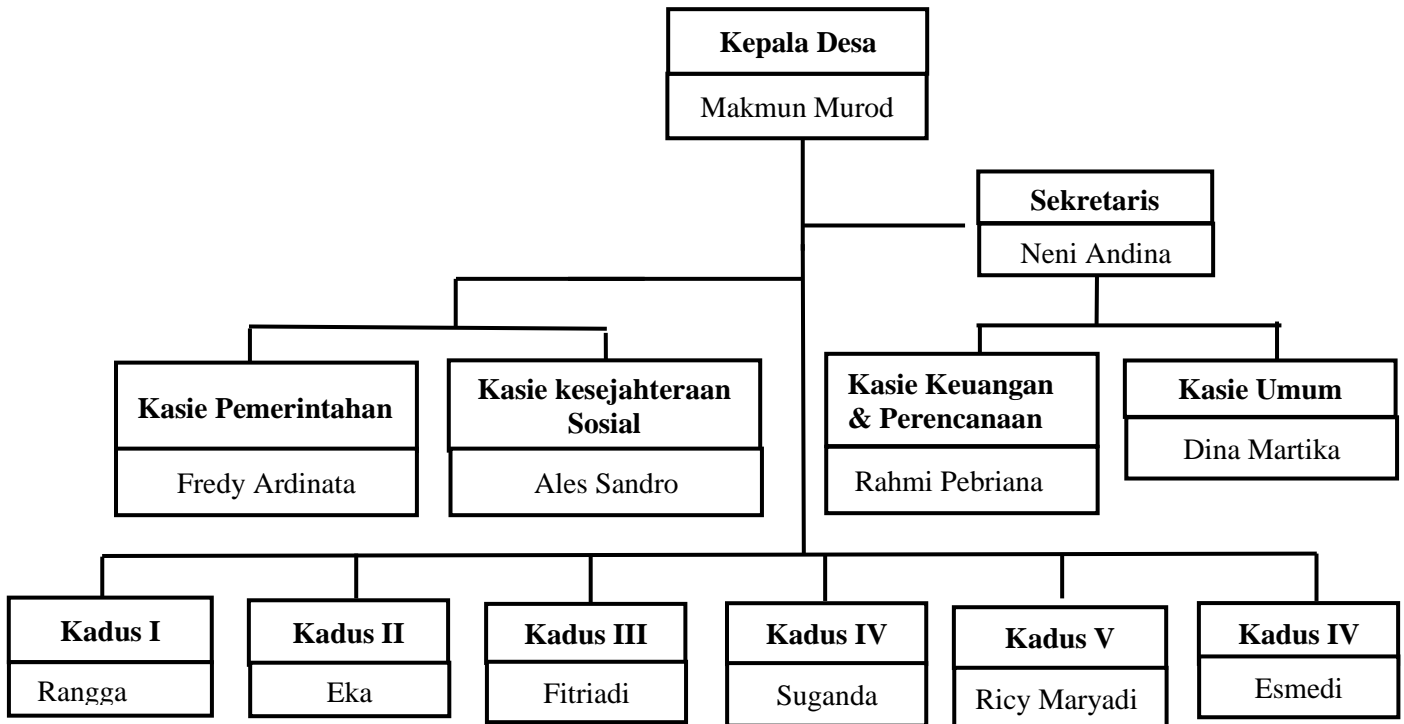 Kepala Desa
Makmun Murod
Sekretaris
Neni Andina
Kasie Pemerintahan
Fredy Ardinata
Kasie kesejahteraan
Sosial
Ales Sandro
Kasie Keuangan
& Perencanaan
Rahmi Pebriana
Kasie Umum
Dina Martika
Kadus I
Rangga
Kadus II
Eka
Kadus III
Fitriadi
Kadus IV
Suganda
Kadus V
Ricy Maryadi
Kadus IV
Esmedi